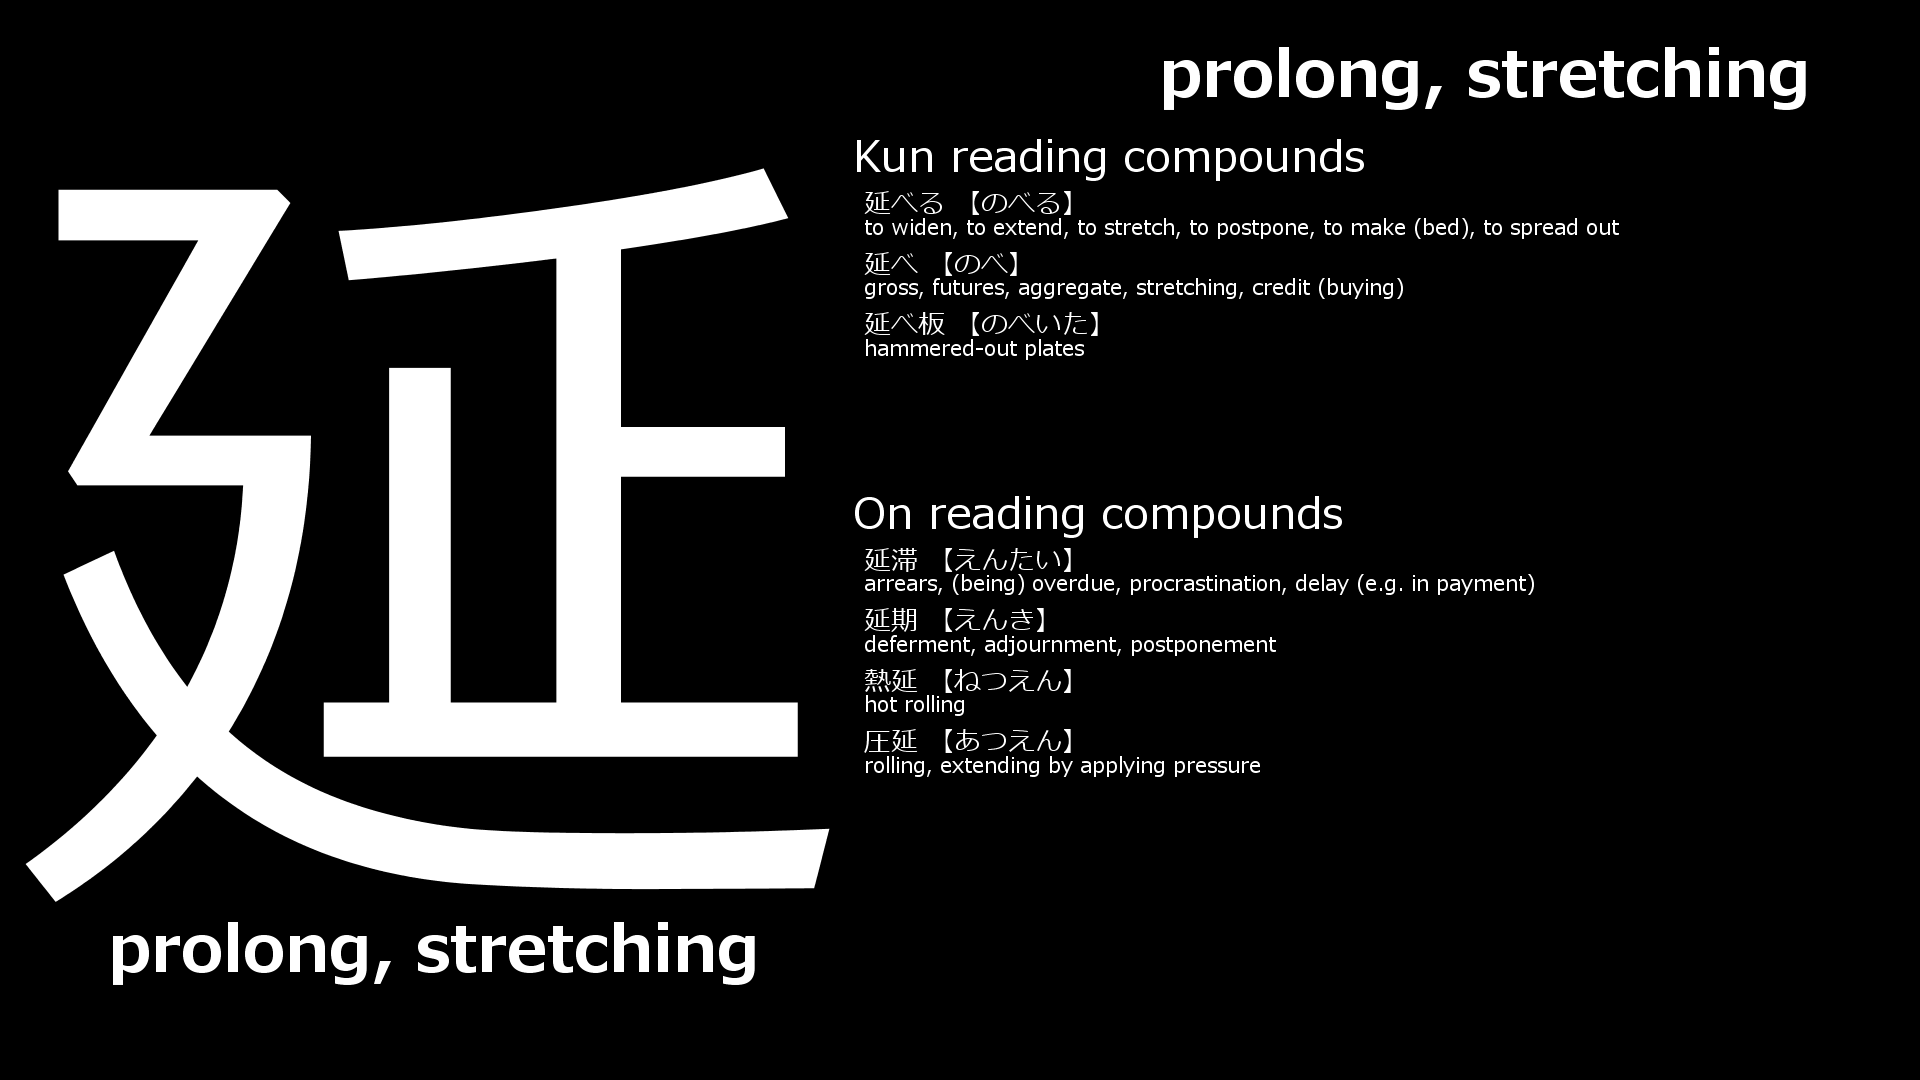 prolong, stretching
延
prolong, stretching
Kun reading compounds
延べる 【のべる】
to widen, to extend, to stretch, to postpone, to make (bed), to spread out
延べ 【のべ】
gross, futures, aggregate, stretching, credit (buying)
延べ板 【のべいた】
hammered-out plates
On reading compounds
延滞 【えんたい】
arrears, (being) overdue, procrastination, delay (e.g. in payment)
延期 【えんき】
deferment, adjournment, postponement
熱延 【ねつえん】
hot rolling
圧延 【あつえん】
rolling, extending by applying pressure